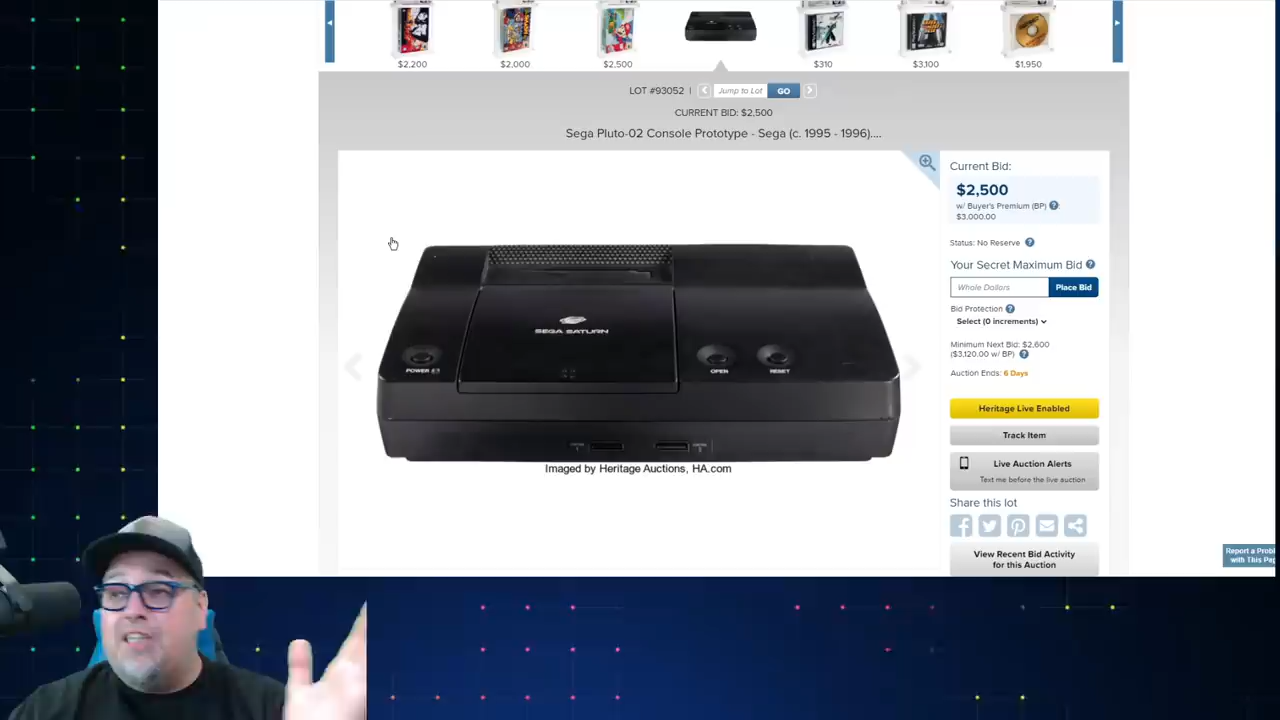 $2,200
$2,000
$2,500
$310
$3,100
$1,950
LOT #93052 | Jump to Lot GO
CURRENT BID: $2,500
Sega Pluto-02 Console Prototype - Sega (c. 1995 - 1996)....
SEGA SATURN
POWER
OPEN
RESET
Imaged by Heritage Auctions, HA.com
Current Bid:
$2,500
w/ Buyer's Premium (BP) ? :
$3,000.00
Status: No Reserve ?
Your Secret Maximum Bid ?
Whole Dollars Place Bid
Bid Protection ?
Select (0 increments)
Minimum Next Bid: $2,600
($3,120.00 w/ BP) ?
Auction Ends: 6 Days
Heritage Live Enabled
Track Item
Live Auction Alerts
Text me before the live auction
Share this lot
View Recent Bid Activity
for this Auction
Report a Probl
with This Pag